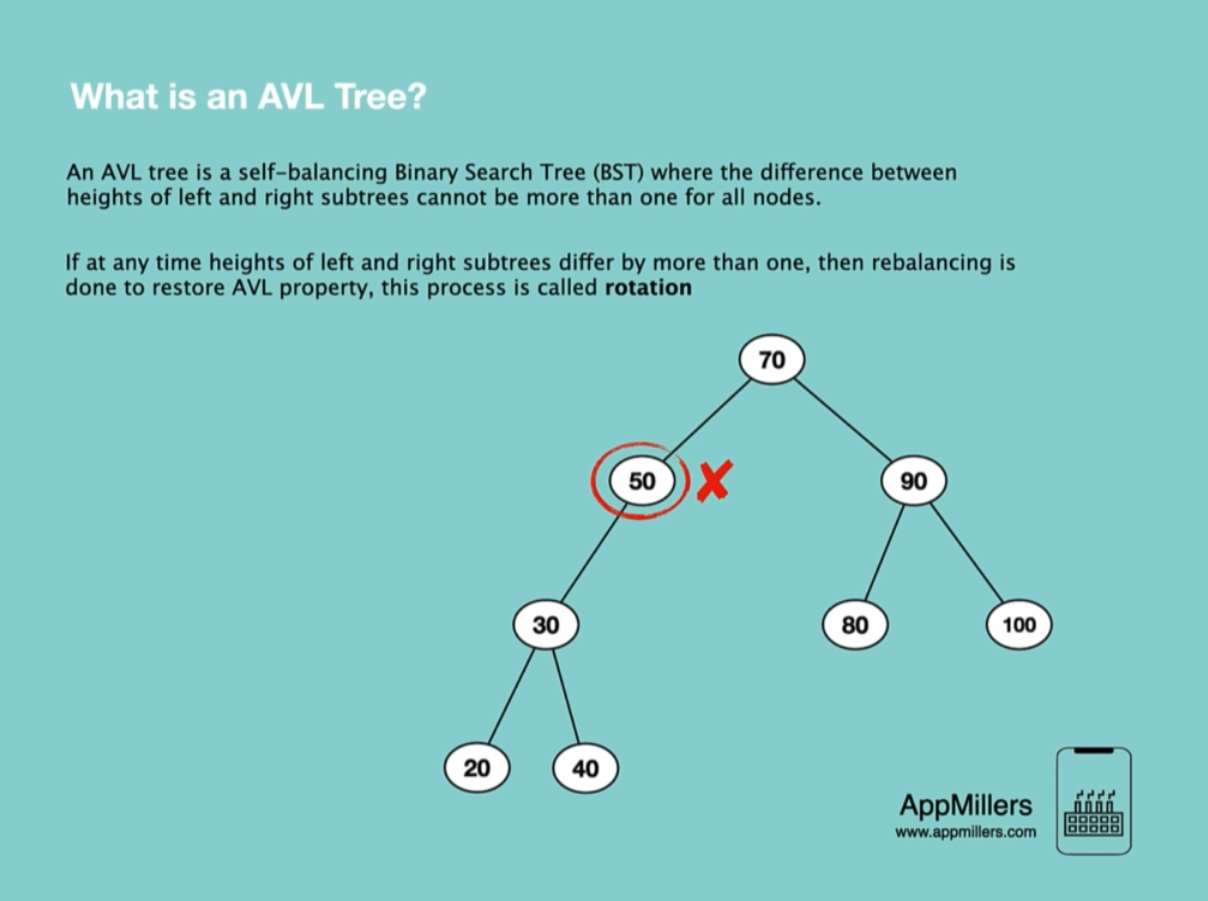 What is an AVL Tree?
An AVL tree is a self-balancing Binary Search Tree (BST) where the difference between
heights of left and right subtrees cannot be more than one for all nodes.
If at any time heights of left and right subtrees differ by more than one, then rebalancing is
done to restore AVL property, this process is called rotation
70
50
90
30
80
100
20
40
AppMillers
www.appmillers.com